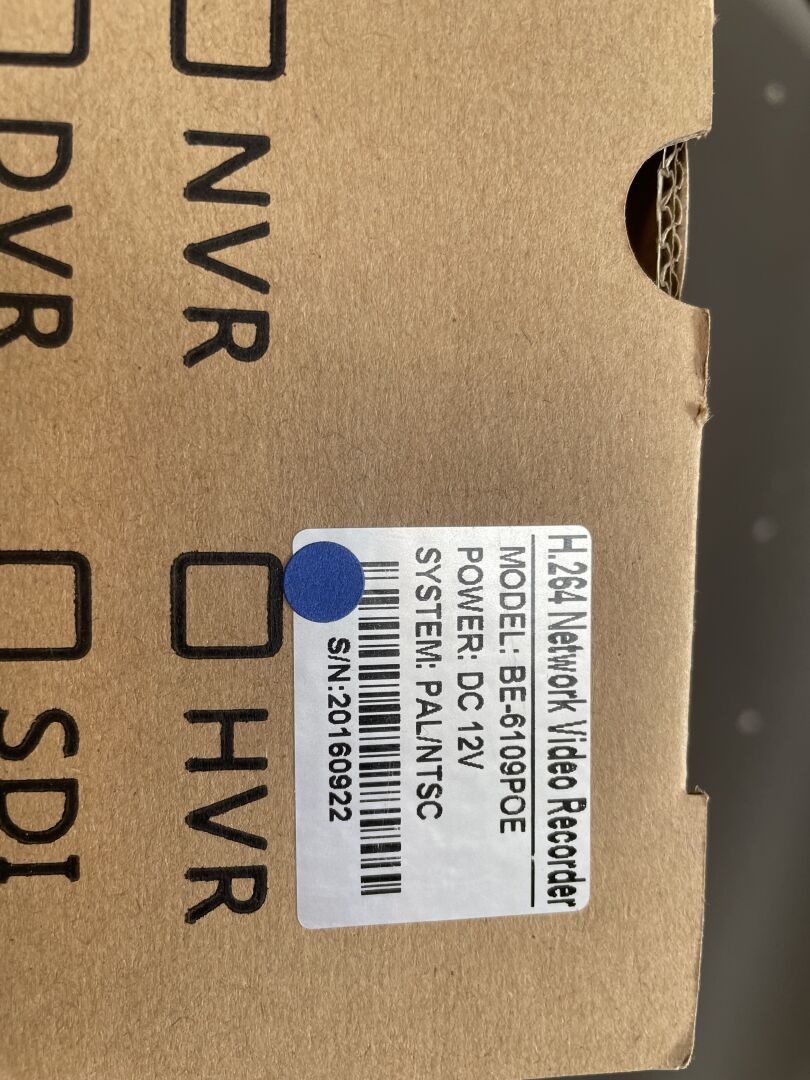 H.264 Network Video Recorder
MODEL: BE-6109POE
POWER: DC 12V
SYSTEM: PAL/NTSC
S/N:20160922
NVR
HVR
DVR
SDI